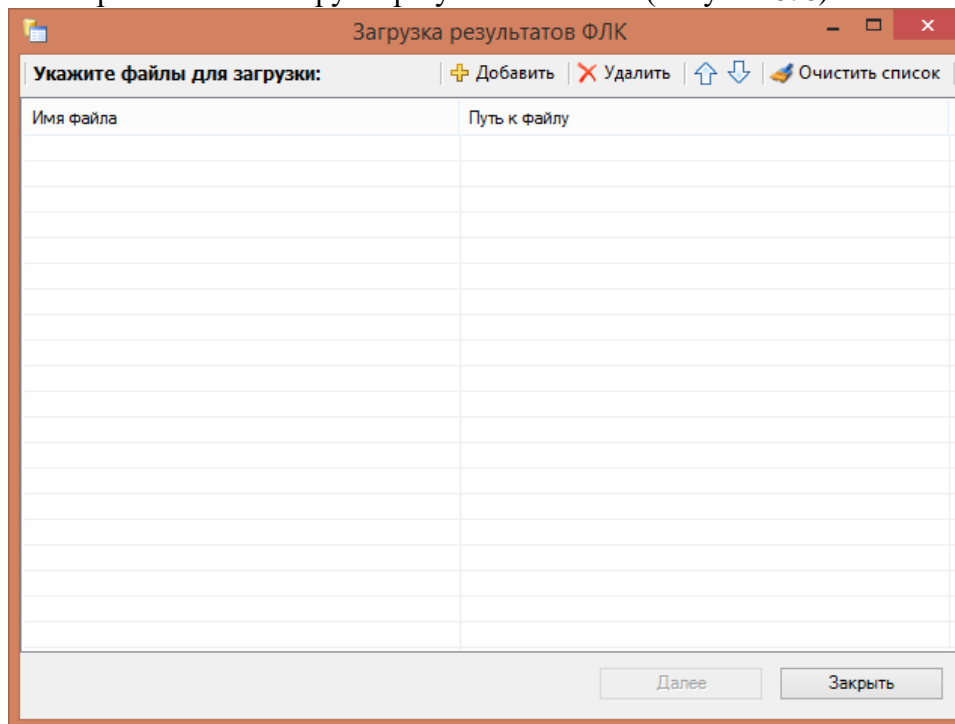 Загрузка результатов ФЛК
Укажите файлы для загрузки: Добавить Удалить Очистить список
Имя файла Путь к файлу
Далее Закрыть